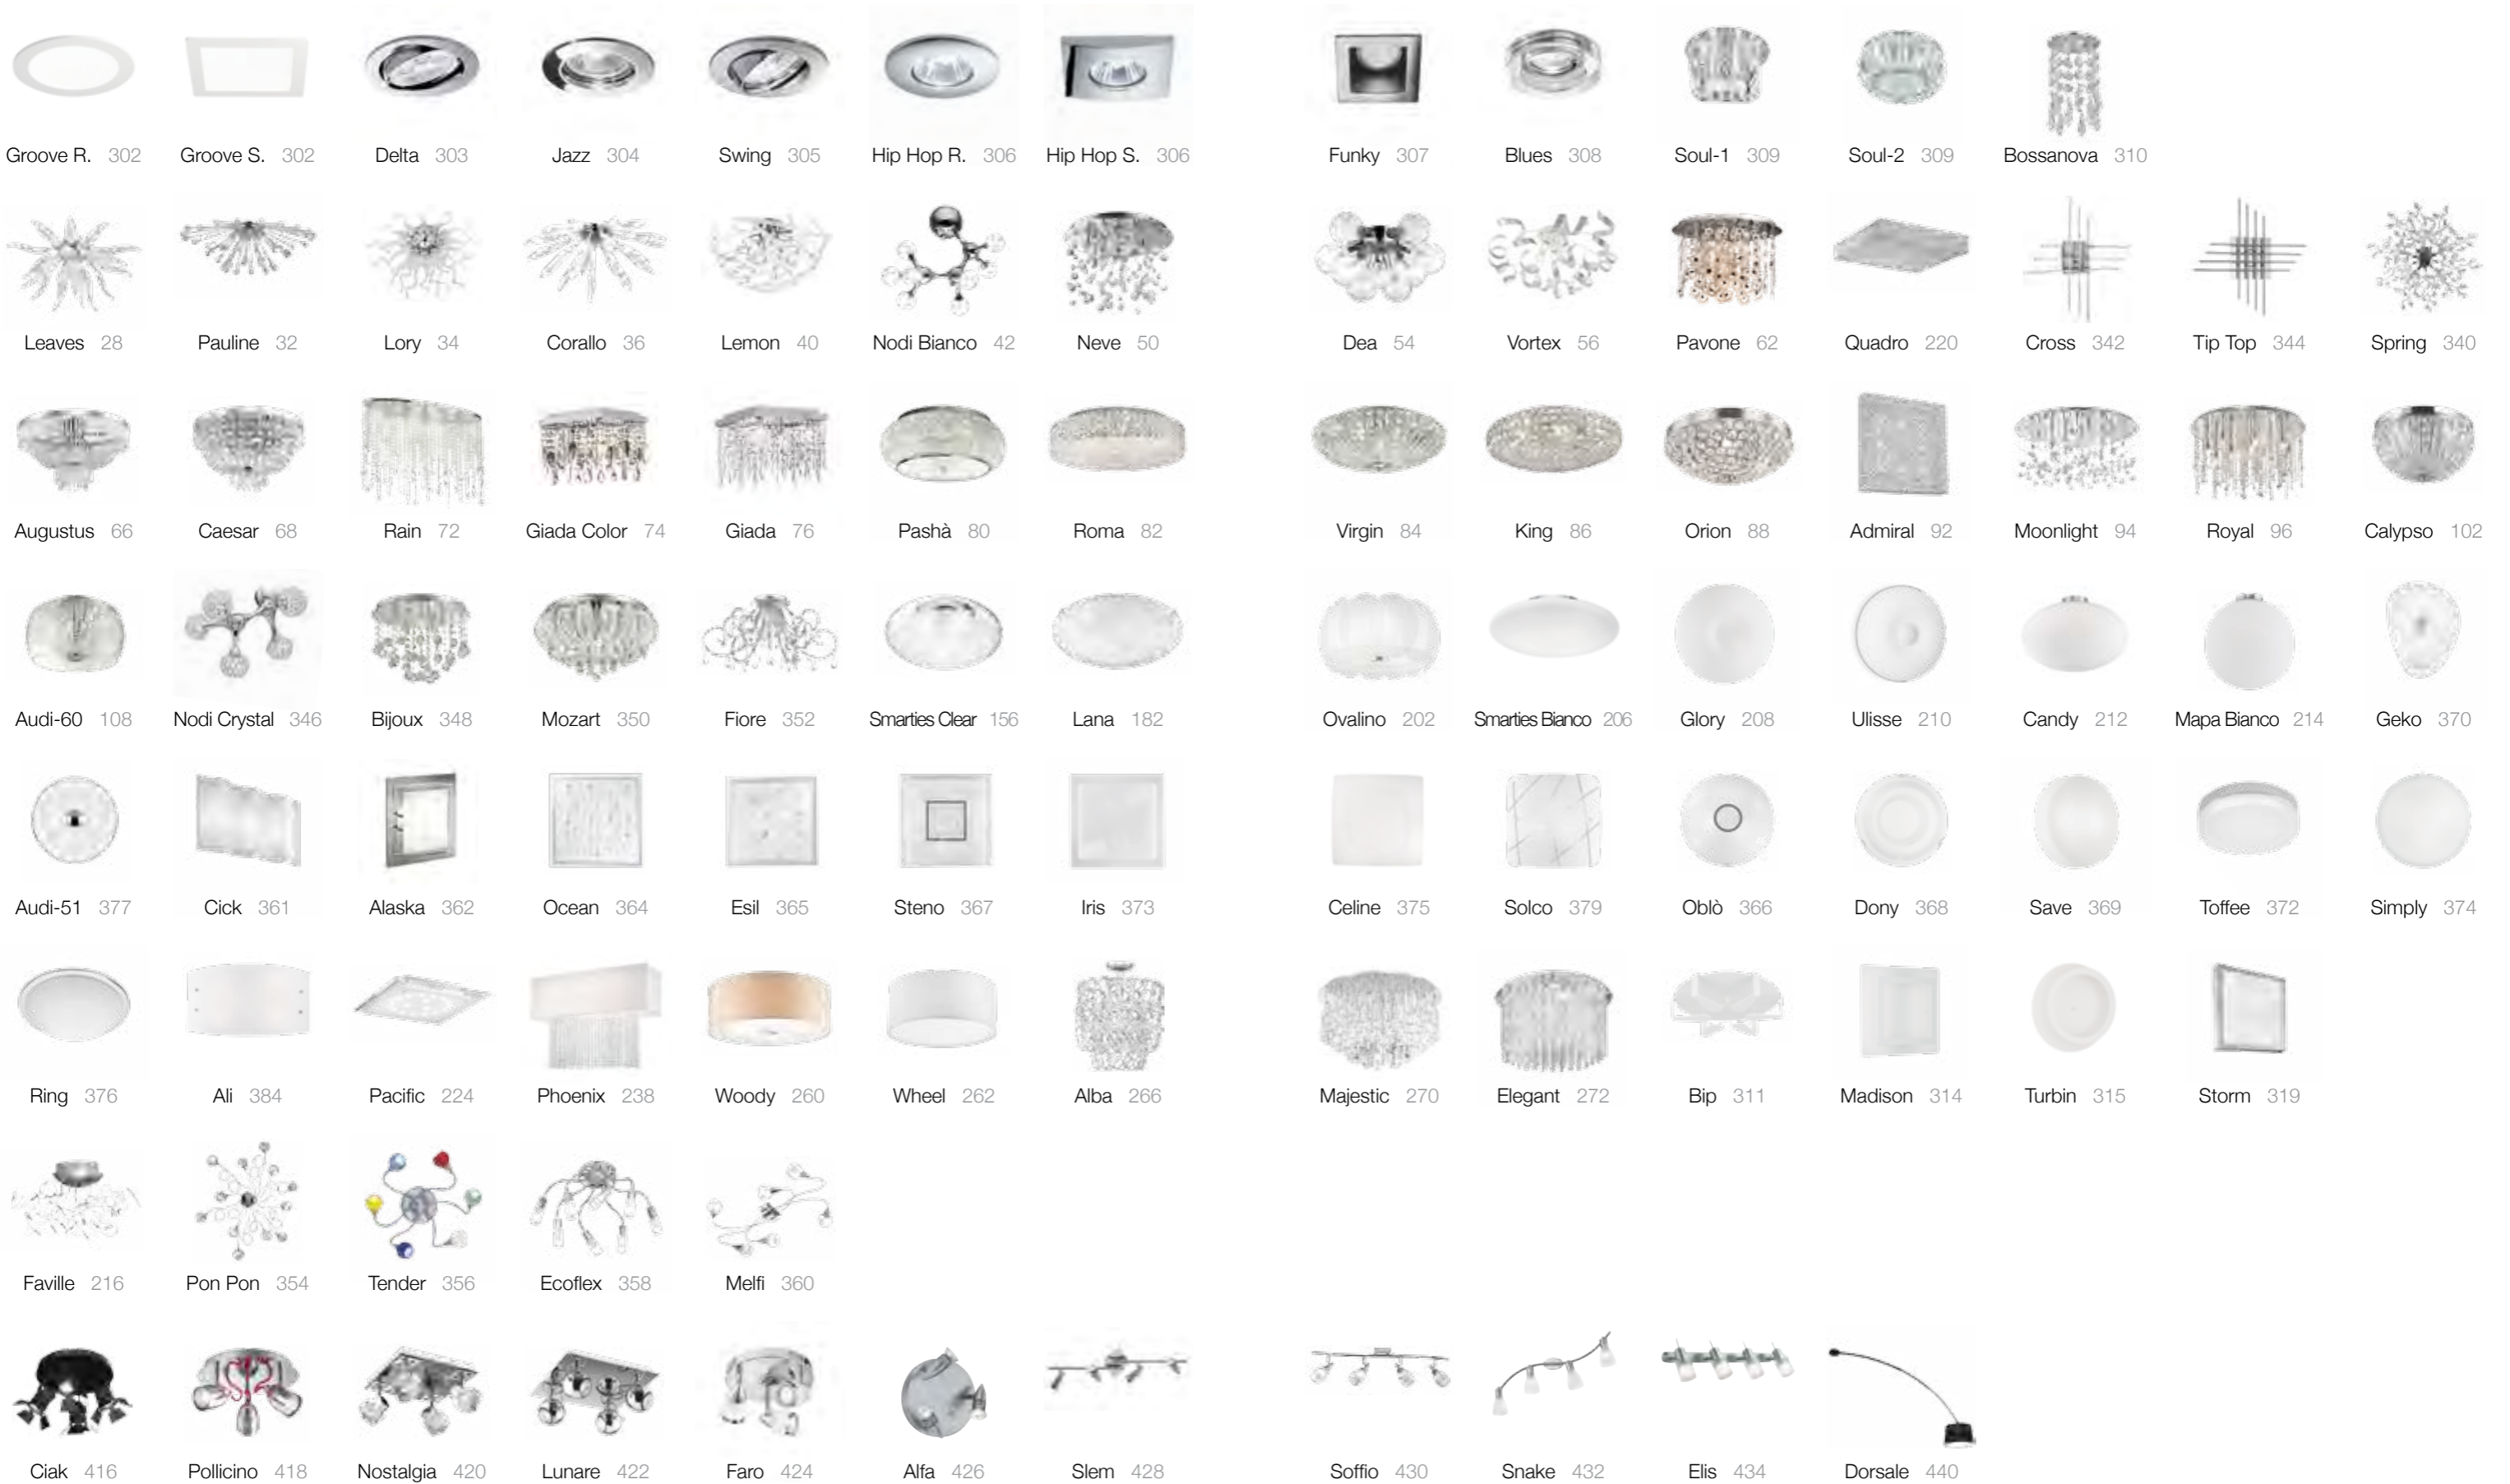 Groove R. 302 Groove S. 302 Delta 303 Jazz 304 Swing 305 Hip Hop R. 306 Hip Hop S. 306 Funky 307 Blues 308 Soul-1 309 Soul-2 309 Bossanova 310
Leaves 28 Pauline 32 Lory 34 Corallo 36 Lemon 40 Nodi Bianco 42 Neve 50 Dea 54 Vortex 56 Pavone 62 Quadro 220 Cross 342 Tip Top 344 Spring 340
Augustus 66 Caesar 68 Rain 72 Giada Color 74 Giada 76 Pashà 80 Roma 82 Virgin 84 King 86 Orion 88 Admiral 92 Moonlight 94 Royal 96 Calypso 102
Audi-60 108 Nodi Crystal 346 Bijoux 348 Mozart 350 Fiore 352 Smarties Clear 156 Lana 182 Ovalino 202 Smarties Bianco 206 Glory 208 Ulisse 210 Candy 212 Mapa Bianco 214 Geko 370
Audi-51 377 Cick 361 Alaska 362 Ocean 364 Esil 365 Steno 367 Iris 373 Celine 375 Solco 379 Oblò 366 Dony 368 Save 369 Toffee 372 Simply 374
Ring 376 Ali 384 Pacific 224 Phoenix 238 Woody 260 Wheel 262 Alba 266 Majestic 270 Elegant 272 Bip 311 Madison 314 Turbin 315 Storm 319
Faville 216 Pon Pon 354 Tender 356 Ecoflex 358 Melfi 360
Ciak 416 Pollicino 418 Nostalgia 420 Lunare 422 Faro 424 Alfa 426 Slem 428 Soffio 430 Snake 432 Elis 434 Dorsale 440